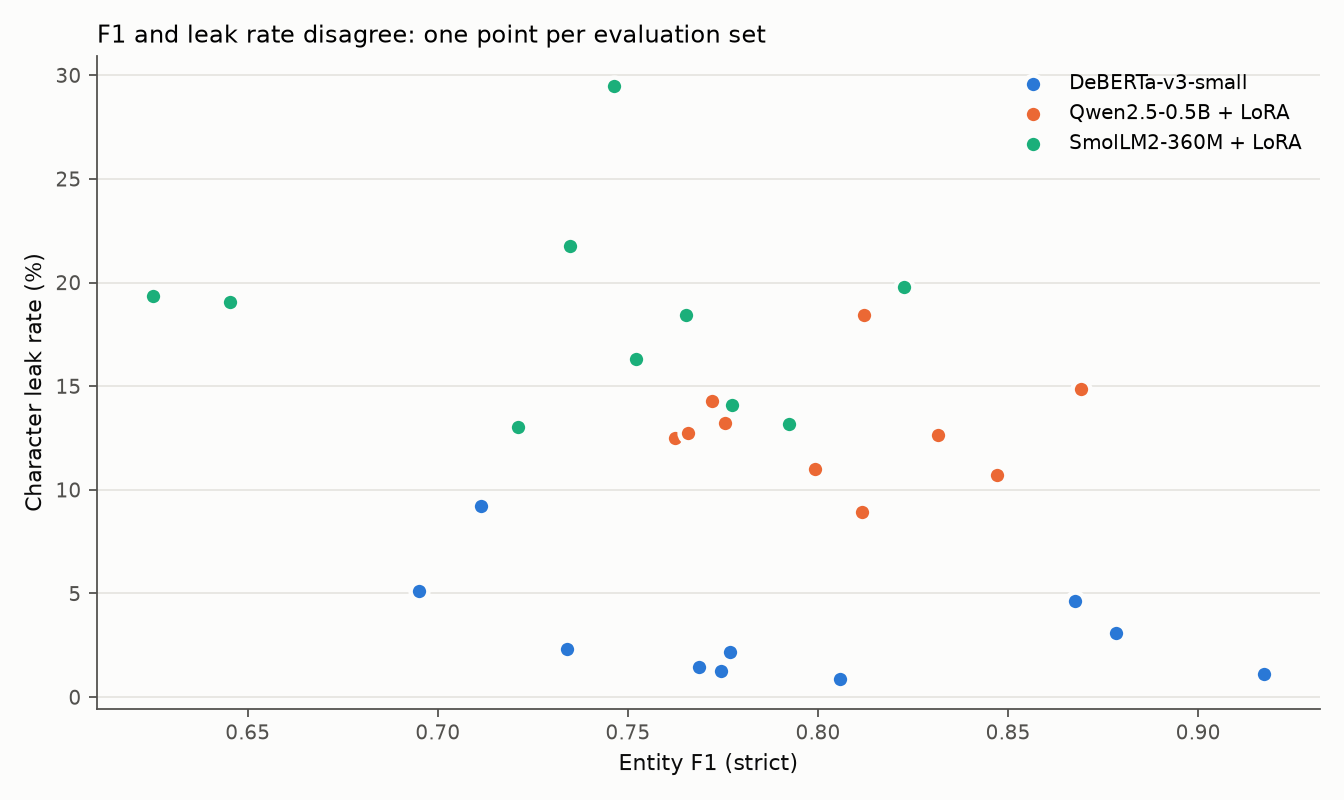 F1 and leak rate disagree: one point per evaluation set
DeBERTa-v3-small
Qwen2.5-0.5B + LoRA
SmolLM2-360M + LoRA
Character leak rate (%)
30
25
20
15
10
5
0
0.65 0.70 0.75 0.80 0.85 0.90
Entity F1 (strict)